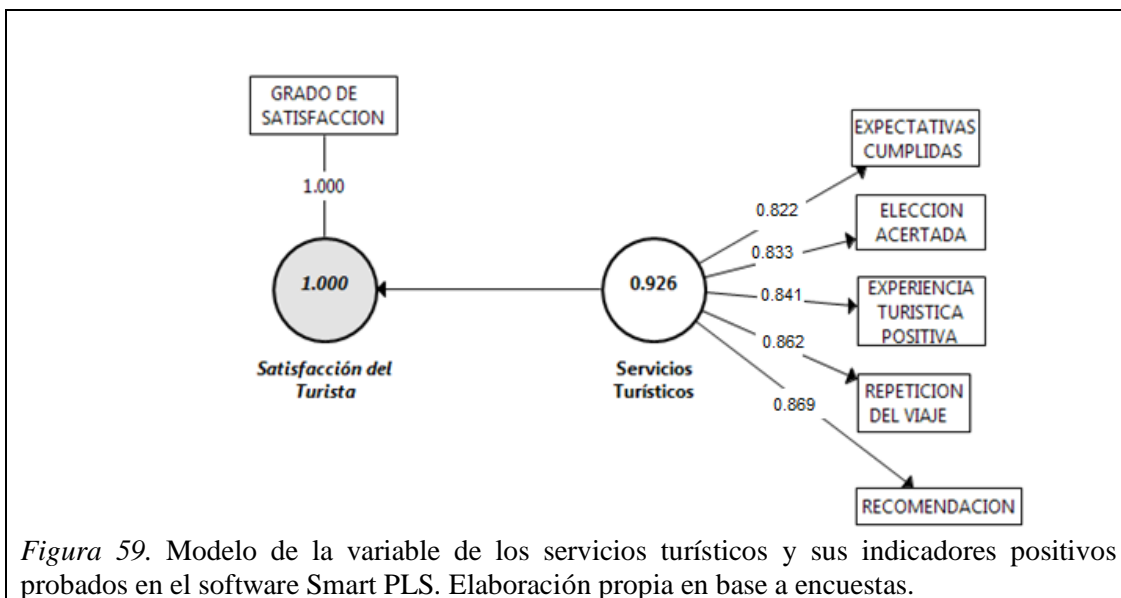 GRADO DE
SATISFACCION
1.000
1.000
Satisfacción del
Turista
0.926
Servicios
Turísticos
0.822
0.833
0.841
0.862
0.869
EXPECTATIVAS
CUMPLIDAS
ELECCION
ACERTADA
EXPERIENCIA
TURISTICA
POSITIVA
REPETICION
DEL VIAJE
RECOMENDACION
Figura 59. Modelo de la variable de los servicios turísticos y sus indicadores positivos
probados en el software Smart PLS. Elaboración propia en base a encuestas.